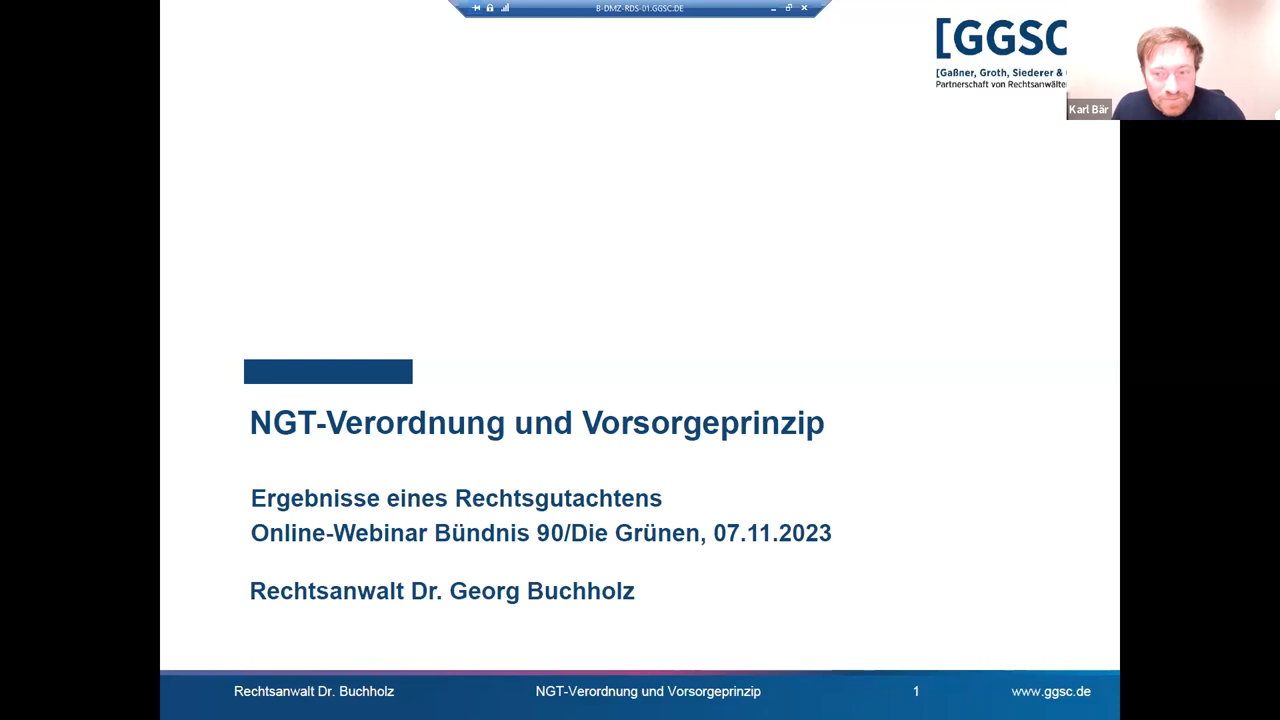 B-DMZ-RDS-01.GGSC.DE
[GGSC
[Gaßner, Groth, Siederer &
Partnerschaft von Rechtsanwälte
Karl Bär
NGT-Verordnung und Vorsorgeprinzip
Ergebnisse eines Rechtsgutachtens
Online-Webinar Bündnis 90/Die Grünen, 07.11.2023
Rechtsanwalt Dr. Georg Buchholz
Rechtsanwalt Dr. Buchholz
NGT-Verordnung und Vorsorgeprinzip
1
www.ggsc.de